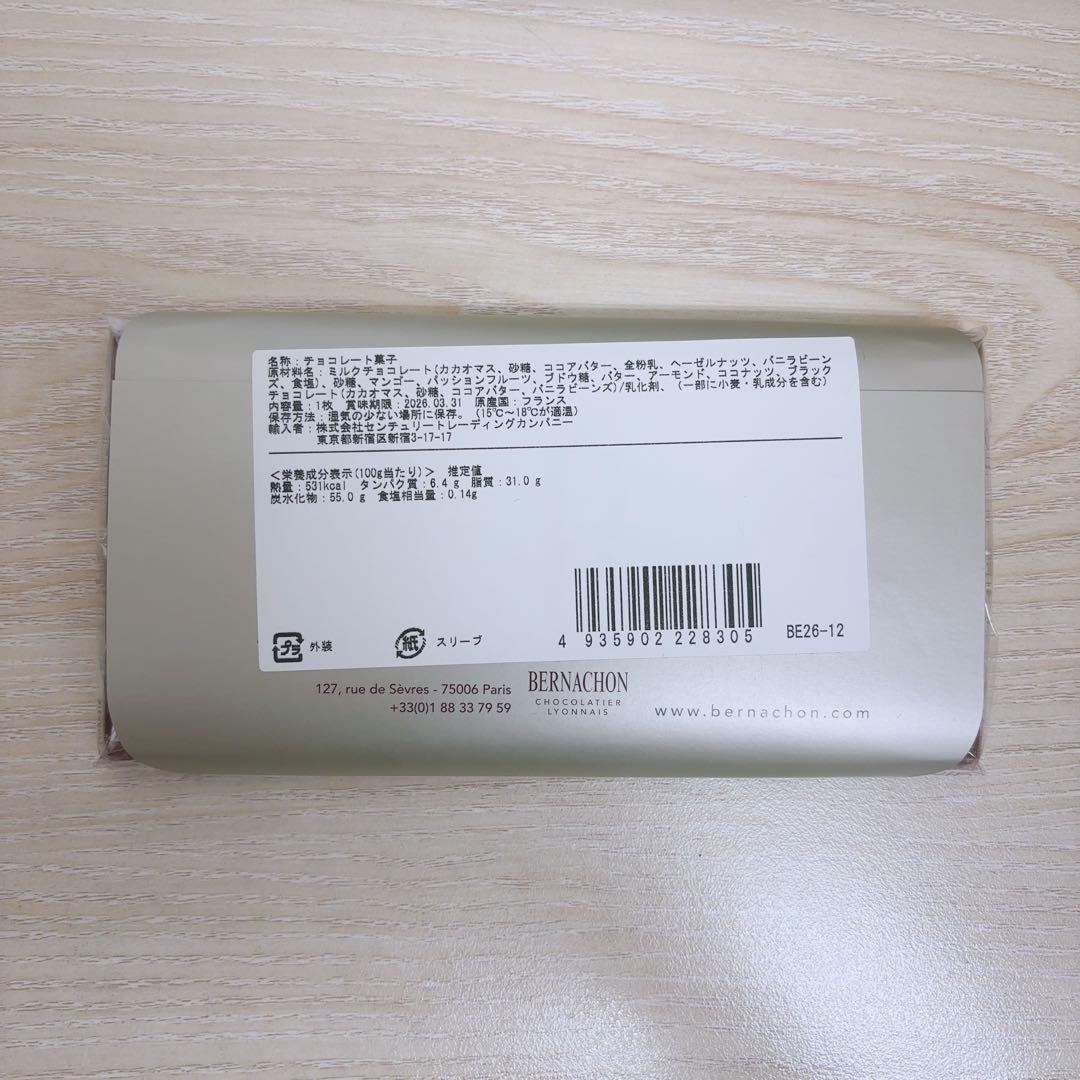 名称：チョコレート菓子
原材料名：ミルクチョコレート(カカオマス、砂糖、ココアバター、全粉乳、ヘーゼルナッツ、バニラビーン
ズ、食塩)、砂糖、マンゴー、パッションフルーツ、ブドウ糖、バター、アーモンド、ココナッツ、ブラック
チョコレート(カカオマス、砂糖、ココアバター、バニラビーンズ)/乳化剤、(一部に小麦・乳成分を含む)
内容量：1枚 賞味期限：2026.03.31 原産国：フランス
保存方法：湿気の少ない場所に保存。(15℃～18℃が適温)
輸入者：株式会社センチュリートレーディングカンパニー
東京都新宿区新宿3-17-17
＜栄養成分表示(100g当たり)＞ 推定値
熱量：531kcal タンパク質：6.4g 脂質：31.0g
炭水化物：55.0g 食塩相当量：0.14g
プラ 外装 紙 スリーブ
4 935902 228305 BE26-12
127, rue de Sèvres - 75006 Paris
+33(0)1 88 33 79 59
BERNACHON
CHOCOLATIER
LYONNAIS
www.bernachon.com